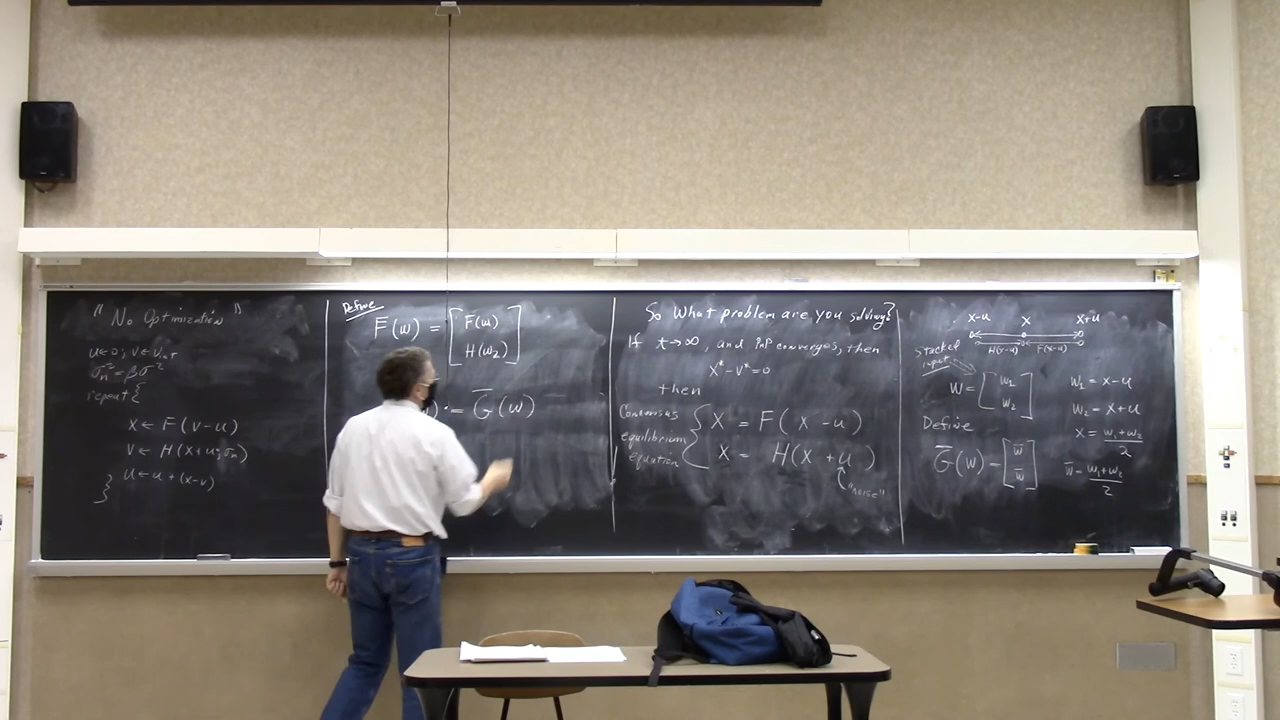 "No Optimization"
u←0; v←v_init
σ_n² = βσ²
repeat {
x ← F(v-u)
v ← H(x+u; σ_n)
u ← u + (x-v)
}
Define
F(w) = [ F(w₁)
H(w₂) ]
) = G̅(w)
So What problem are you solving?
If t→∞, and PnP converges, then
x* - v* = 0
then
Consensus equilibrium equation
{ x = F(x - u)
x = H(x + u)
"noise"
x-u x x+u
H(v-u) F(x-u)
Stacked input
w = [ w₁
w₂ ]
w₁ = x-u
w₂ = x+u
x = (w₁+w₂)/2
Define
G̅(w) = [ w̅
w̅ ]
w̅ = (w₁+w₂)/2